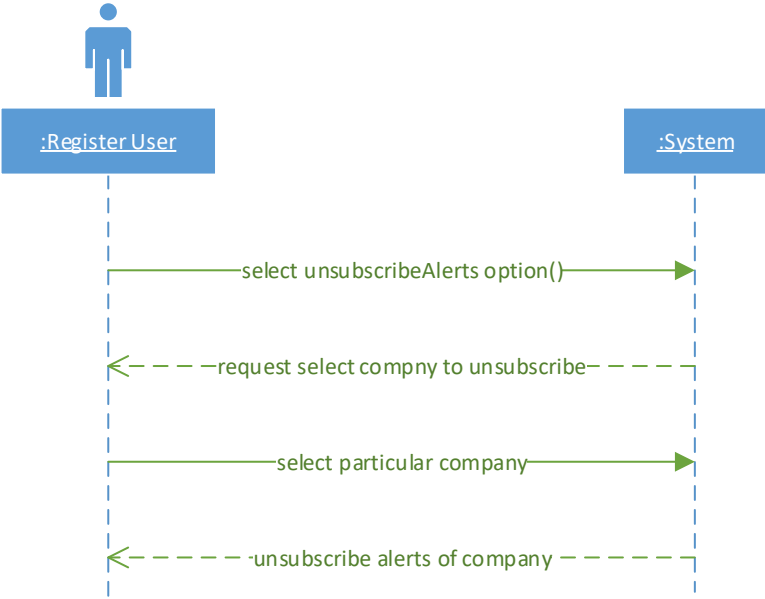 :Register User
:System
select unsubscribeAlerts option()
request select compny to unsubscribe
select particular company
unsubscribe alerts of company